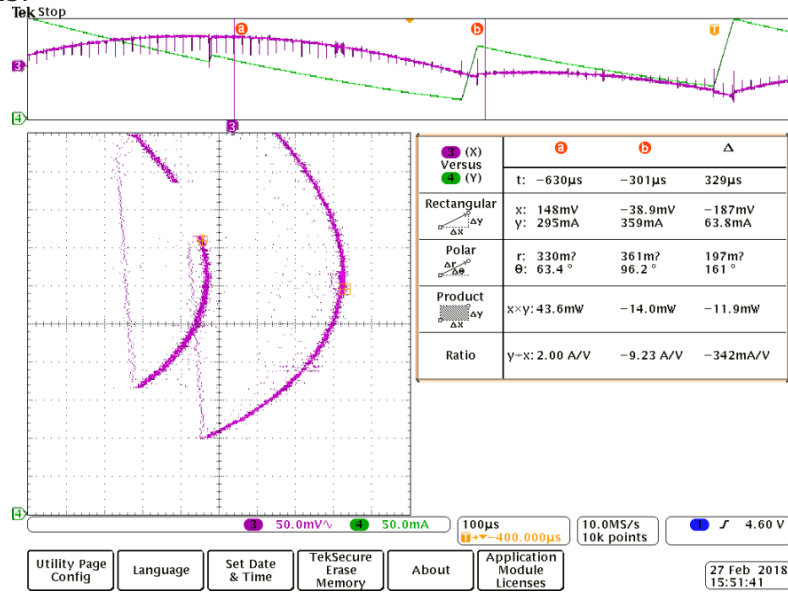 Tek Stop
a
b
T
3
4
3
4
3 (X)
Versus
4 (Y)
a b Δ
t: −630µs −301µs 329µs
Rectangular
Δy
Δx
x: 148mV −38.9mV −187mV
y: 295mA 359mA 63.8mA
Polar
Δr
Δθ
r: 330m? 361m? 197m?
θ: 63.4° 96.2° 161°
Product
Δy
Δx
x×y: 43.6mW −14.0mW −11.9mW
Ratio y÷x: 2.00 A/V −9.23 A/V −342mA/V
3 50.0mV∿ 4 50.0mA
100µs
T→▾−400.000µs
10.0MS/s
10k points
1 ƒ 4.60 V
Utility Page
Config
Language
Set Date
& Time
TekSecure
Erase
Memory
About
Application
Module
Licenses
27 Feb 2018
15:51:41